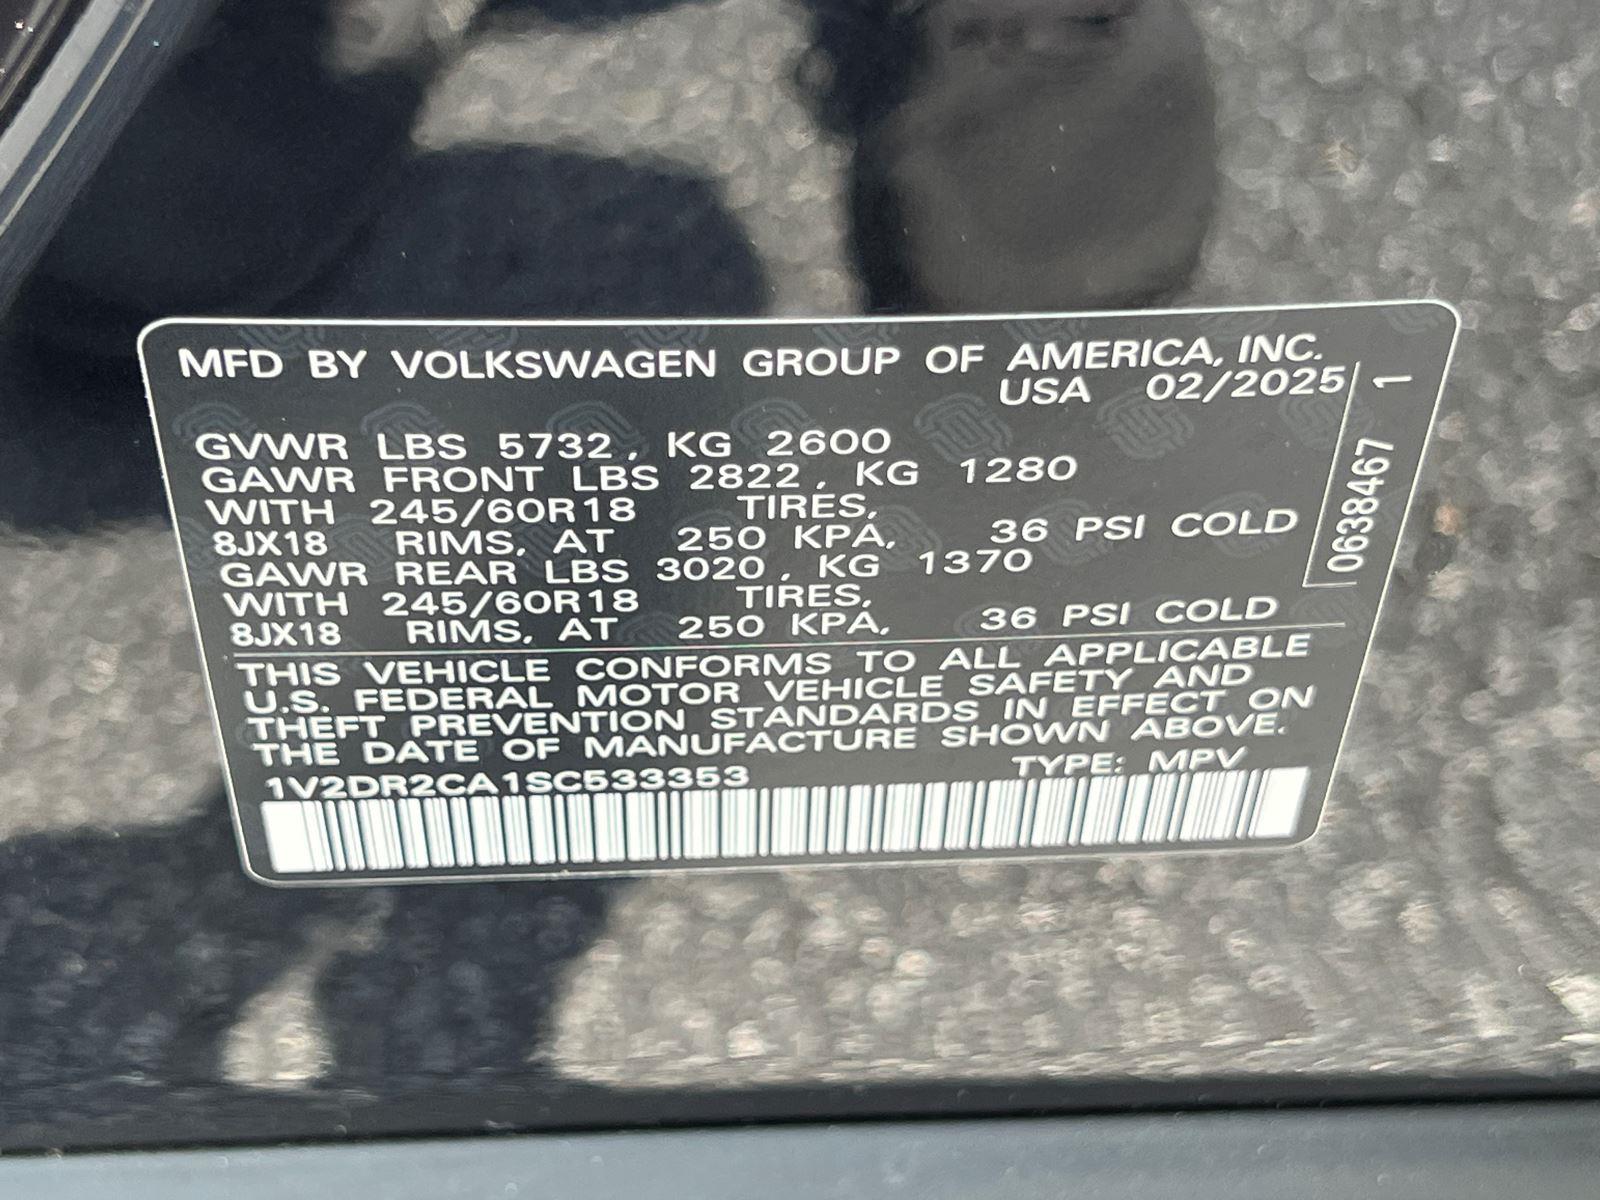 MFD BY VOLKSWAGEN GROUP OF AMERICA, INC.
USA 02/2025
GVWR LBS 5732, KG 2600
GAWR FRONT LBS 2822, KG 1280
WITH 245/60R18 TIRES,
8JX18 RIMS, AT 250 KPA, 36 PSI COLD
GAWR REAR LBS 3020, KG 1370
WITH 245/60R18 TIRES,
8JX18 RIMS, AT 250 KPA, 36 PSI COLD
THIS VEHICLE CONFORMS TO ALL APPLICABLE
U.S. FEDERAL MOTOR VEHICLE SAFETY AND
THEFT PREVENTION STANDARDS IN EFFECT ON
THE DATE OF MANUFACTURE SHOWN ABOVE.
1V2DR2CA1SC533353 TYPE: MPV
0638467 1